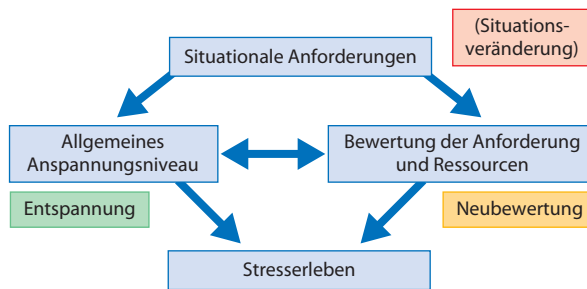 (Situations-
veränderung)
Situationale Anforderungen
Allgemeines
Anspannungsniveau
Bewertung der Anforderung
und Ressourcen
Entspannung
Neubewertung
Stresserleben